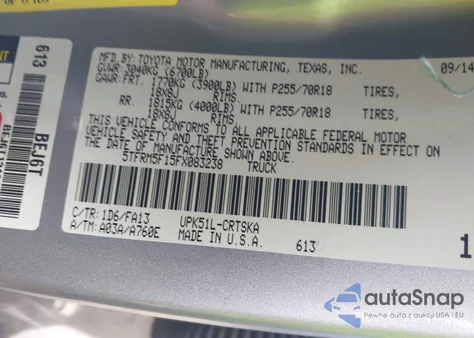 MFD. BY: TOYOTA MOTOR MANUFACTURING, TEXAS, INC. 09/14
GVWR: 3040KG (6700LB)
GAWR: FRT. 1770KG (3900LB) WITH P255/70R18 TIRES,
18X8J RIMS,
RR. 1815KG (4000LB) WITH P255/70R18 TIRES,
18X8J RIMS.
THIS VEHICLE CONFORMS TO ALL APPLICABLE FEDERAL MOTOR
VEHICLE SAFETY AND THEFT PREVENTION STANDARDS IN EFFECT ON
THE DATE OF MANUFACTURE SHOWN ABOVE.
5TFRM5F15FX083238 TRUCK
C/TR: 1D6/FA13 UPK51L-CRTSKA
A/TM: A03A/A760E MADE IN U.S.A. 613
613
BEJ6T
autoSnap
Pewne auta z aukcji USA i EU